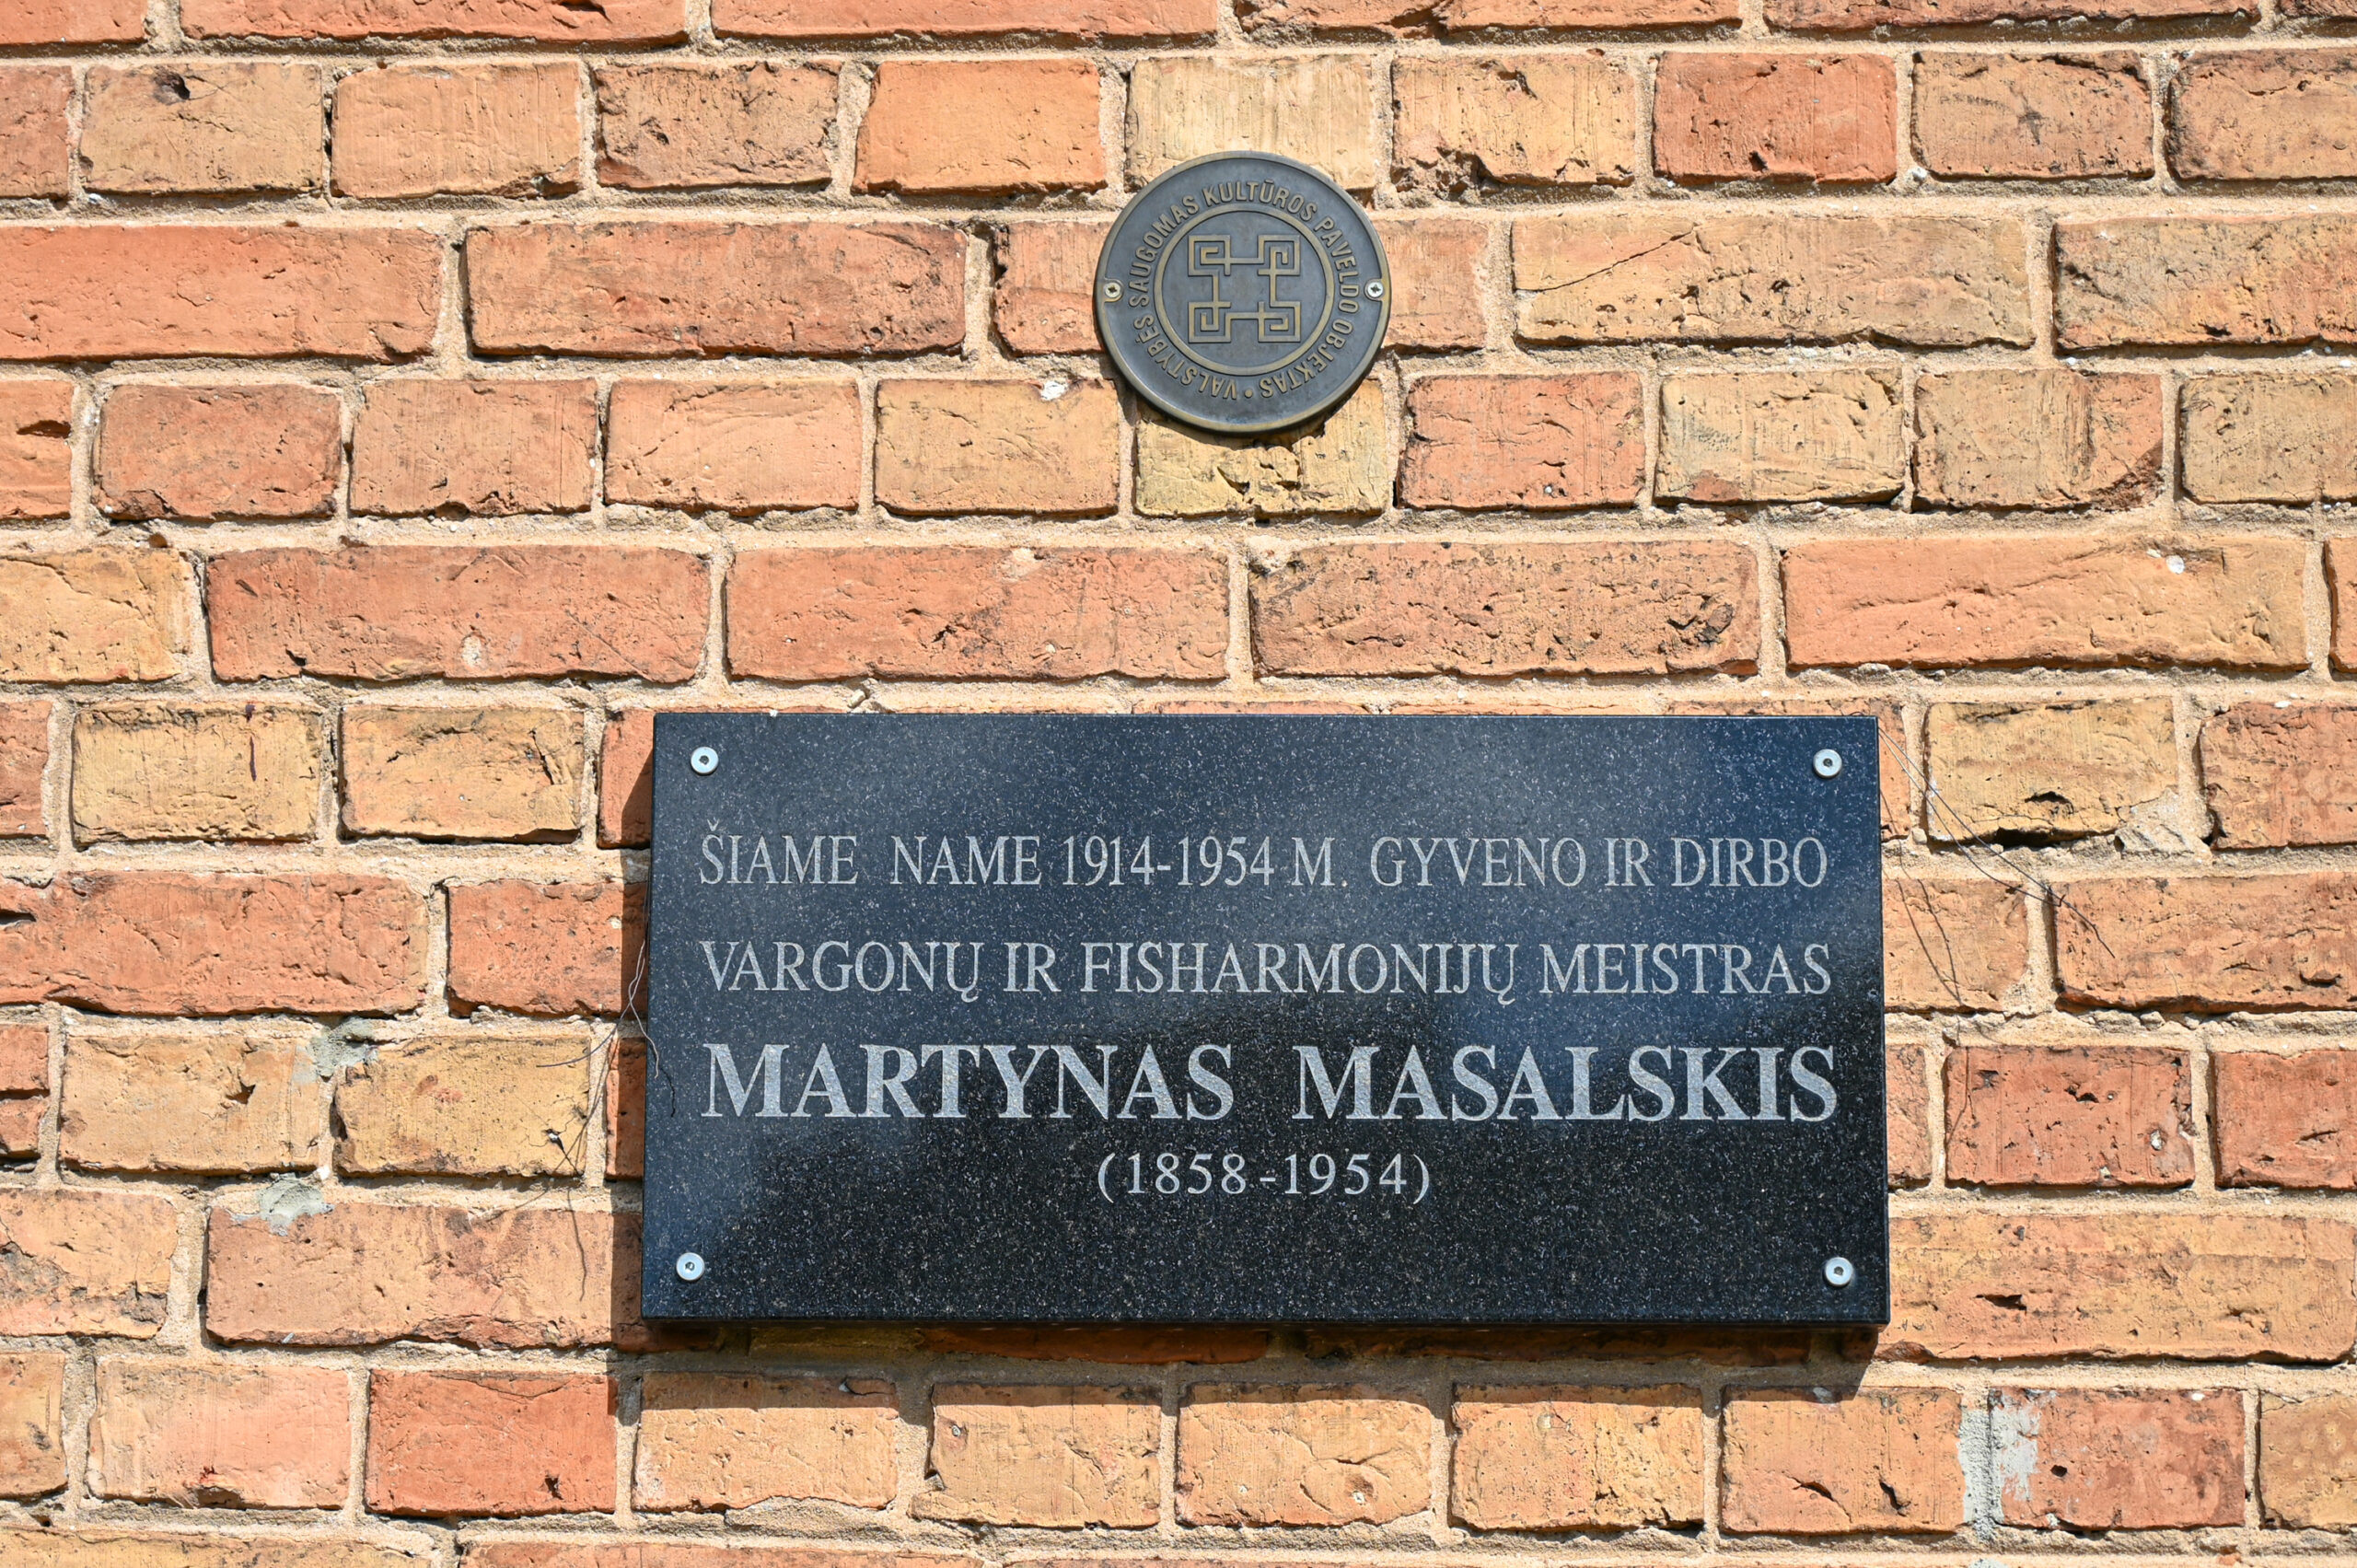 VALSTYBĖS SAUGOMAS KULTŪROS PAVELDO OBJEKTAS •
ŠIAME NAME 1914-1954 M. GYVENO IR DIRBO
VARGONŲ IR FISHARMONIJŲ MEISTRAS
MARTYNAS MASALSKIS
(1858-1954)